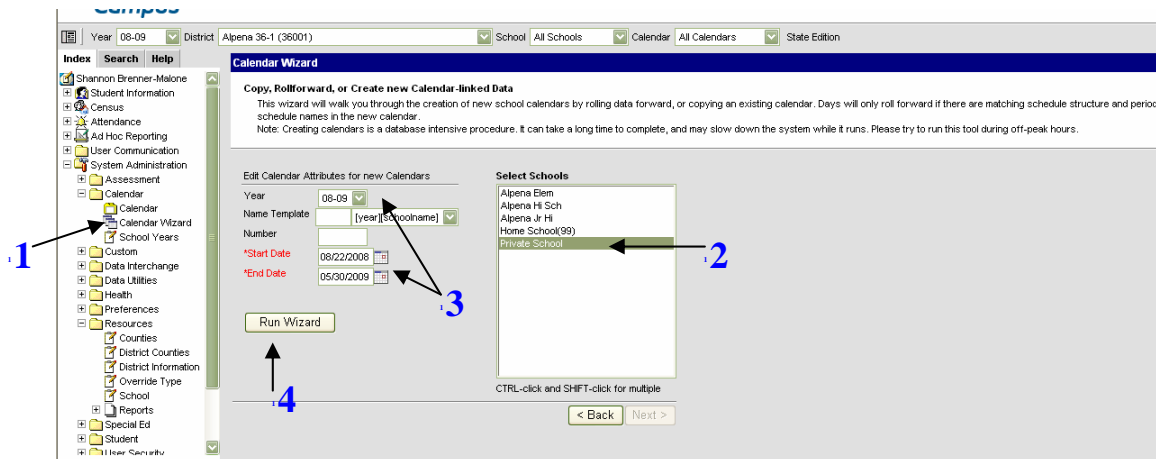 Campus
Year 08-09 District Alpena 36-1 (36001) School All Schools Calendar All Calendars State Edition
Index Search Help
Shannon Brenner-Malone
Student Information
Census
Attendance
Ad Hoc Reporting
User Communication
System Administration
Assessment
Calendar
Calendar
Calendar Wizard
School Years
Custom
Data Interchange
Data Utilities
Health
Preferences
Resources
Counties
District Counties
District Information
Override Type
School
Reports
Special Ed
Student
User Security
1
Calendar Wizard
Copy, Rollforward, or Create new Calendar-linked Data
This wizard will walk you through the creation of new school calendars by rolling data forward, or copying an existing calendar. Days will only roll forward if there are matching schedule structure and period
schedule names in the new calendar.
Note: Creating calendars is a database intensive procedure. It can take a long time to complete, and may slow down the system while it runs. Please try to run this tool during off-peak hours.
Edit Calendar Attributes for new Calendars
Year 08-09
Name Template [year][schoolname]
Number
*Start Date 08/22/2008
*End Date 05/30/2009
3
Run Wizard
4
Select Schools
Alpena Elem
Alpena Hi Sch
Alpena Jr Hi
Home School(99)
Private School
2
CTRL-click and SHIFT-click for multiple
< Back Next >